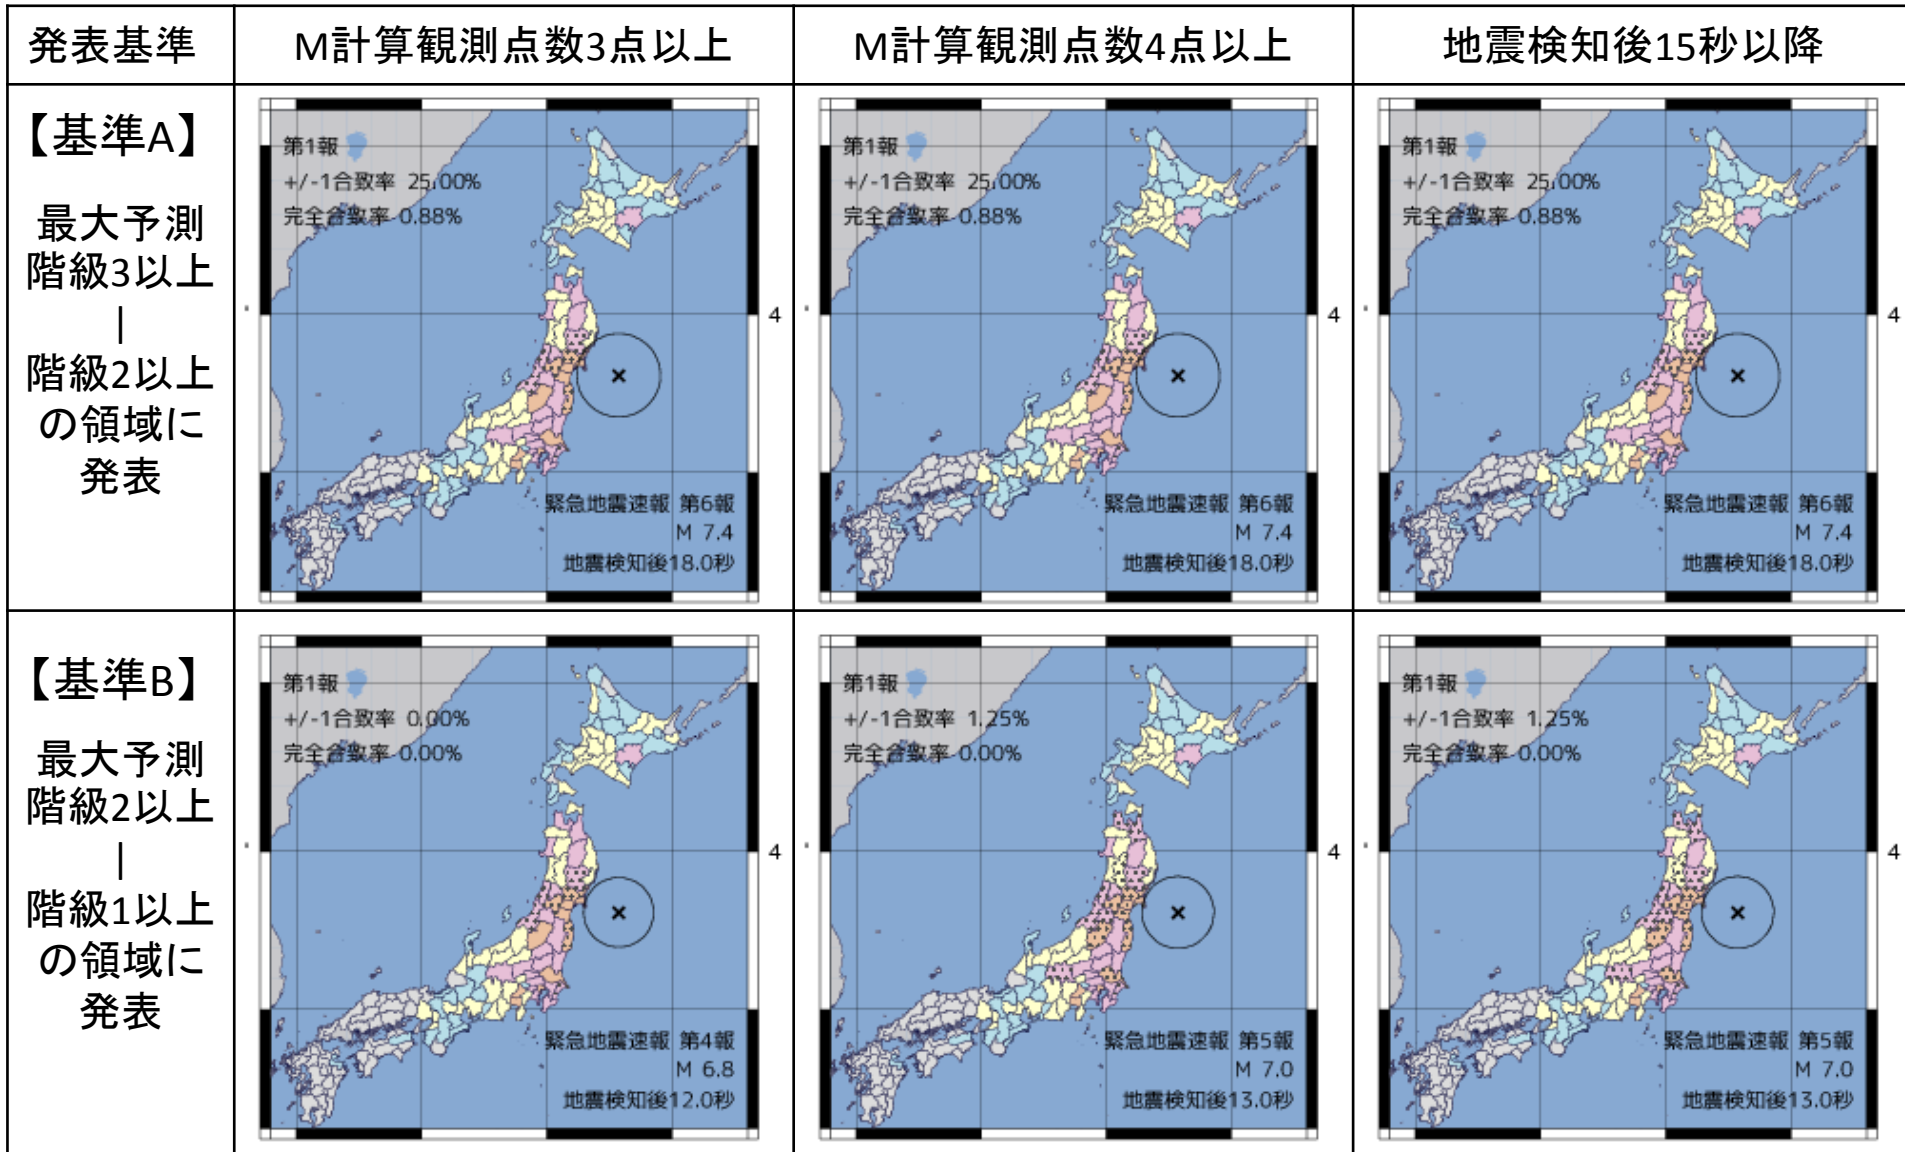 発表基準
M計算観測点数3点以上
M計算観測点数4点以上
地震検知後15秒以降
【基準A】
最大予測
階級3以上
|
階級2以上
の領域に
発表
第1報
+/-1合致率 25.00%
完全合致率 0.88%
4
緊急地震速報 第6報
M 7.4
地震検知後18.0秒
第1報
+/-1合致率 25.00%
完全合致率 0.88%
4
緊急地震速報 第6報
M 7.4
地震検知後18.0秒
第1報
+/-1合致率 25.00%
完全合致率 0.88%
4
緊急地震速報 第6報
M 7.4
地震検知後18.0秒
【基準B】
最大予測
階級2以上
|
階級1以上
の領域に
発表
第1報
+/-1合致率 0.00%
完全合致率 0.00%
4
緊急地震速報 第4報
M 6.8
地震検知後12.0秒
第1報
+/-1合致率 1.25%
完全合致率 0.00%
4
緊急地震速報 第5報
M 7.0
地震検知後13.0秒
第1報
+/-1合致率 1.25%
完全合致率 0.00%
4
緊急地震速報 第5報
M 7.0
地震検知後13.0秒